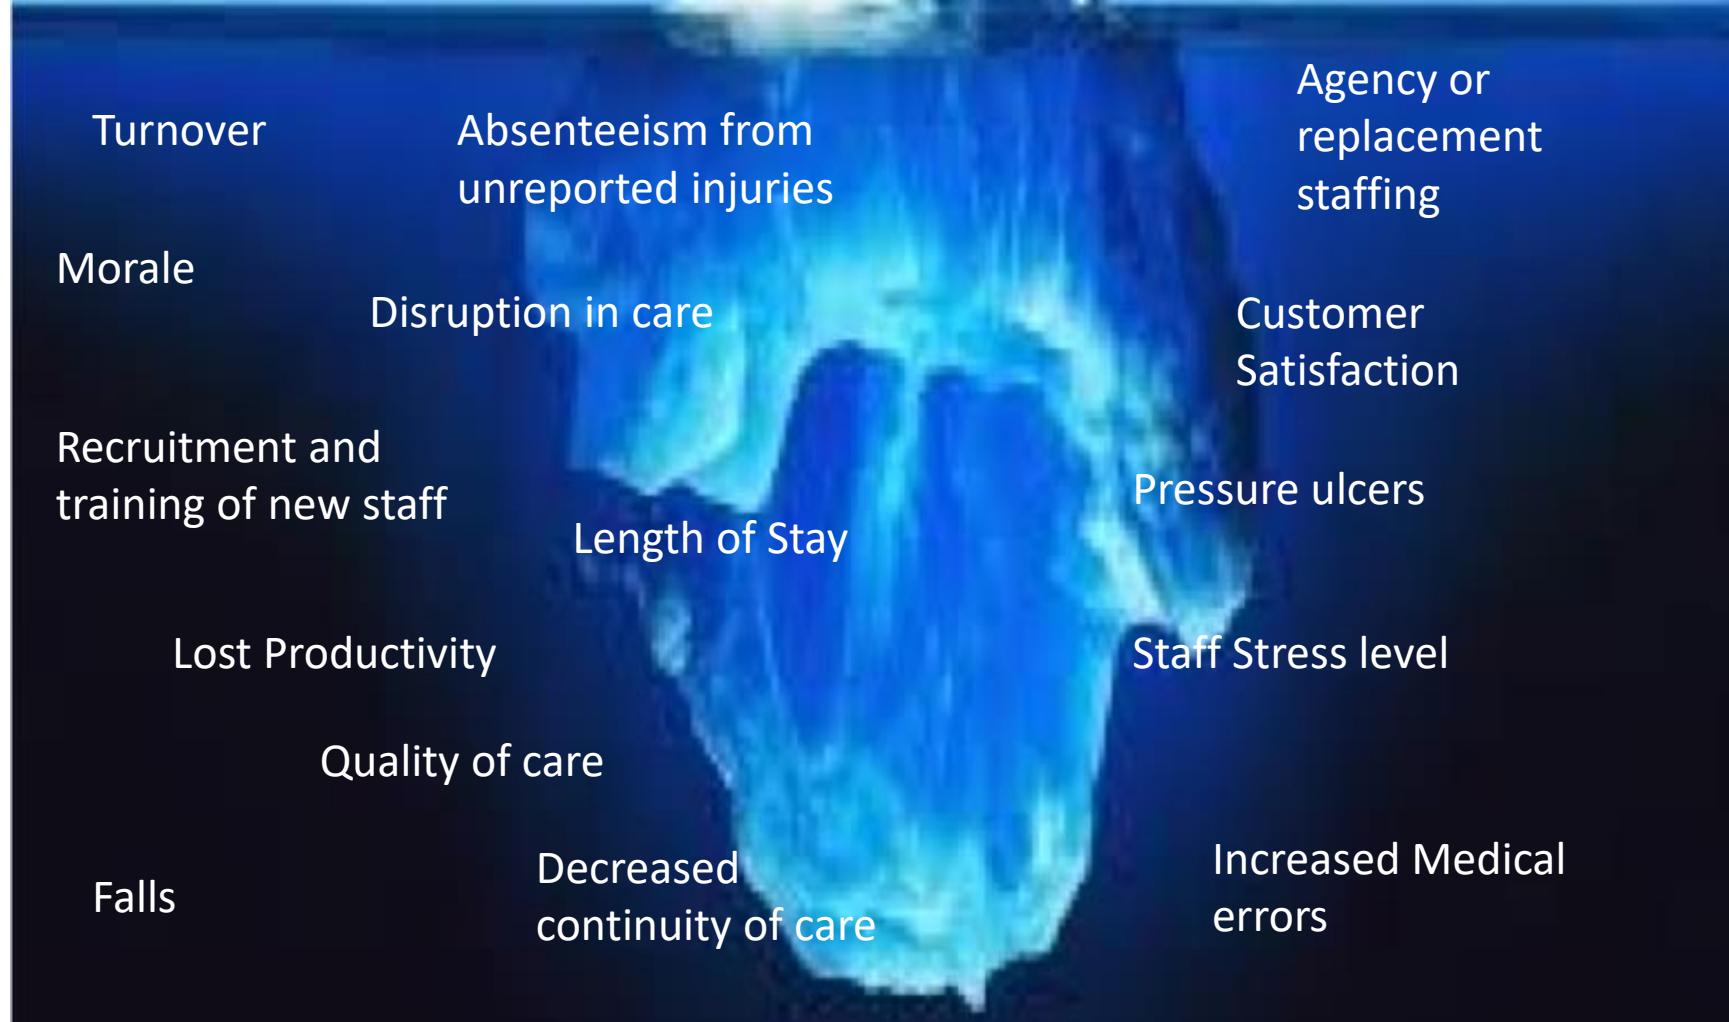 Turnover
Absenteeism from
unreported injuries
Agency or
replacement
staffing
Morale
Disruption in care
Customer
Satisfaction
Recruitment and
training of new staff
Pressure ulcers
Length of Stay
Lost Productivity
Staff Stress level
Quality of care
Falls
Decreased
continuity of care
Increased Medical
errors